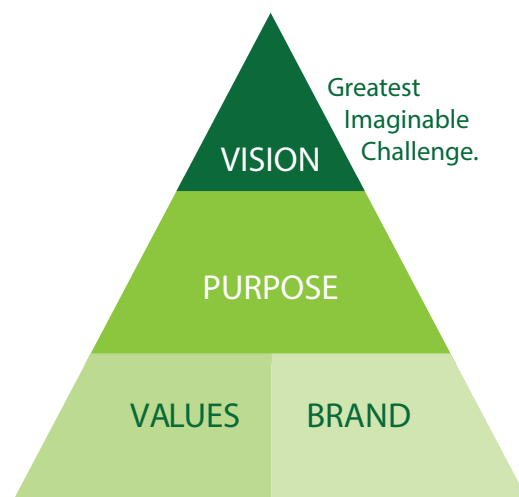 Greatest
Imaginable
Challenge.
VISION
PURPOSE
VALUES BRAND